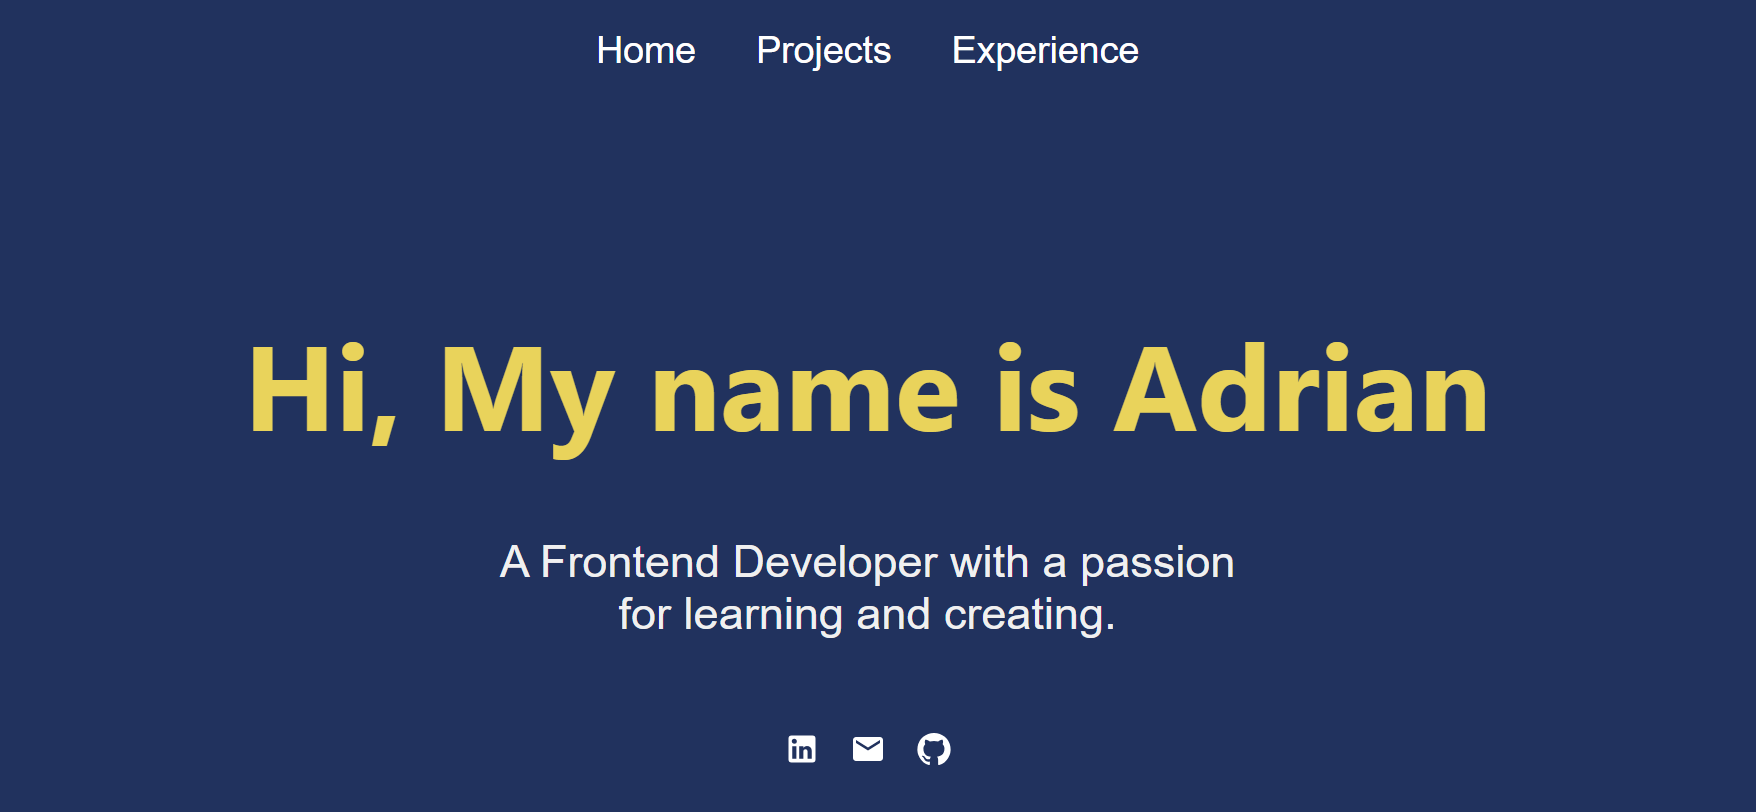 Home Projects Experience
Hi, My name is Adrian
A Frontend Developer with a passion
for learning and creating.
in